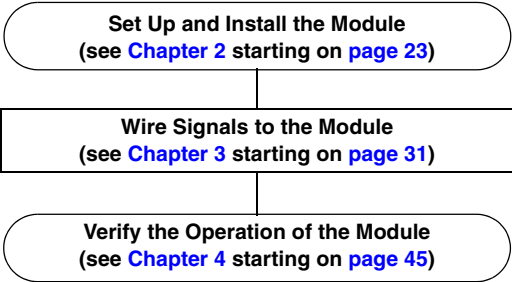 Set Up and Install the Module
(see Chapter 2 starting on page 23)
Wire Signals to the Module
(see Chapter 3 starting on page 31)
Verify the Operation of the Module
(see Chapter 4 starting on page 45)